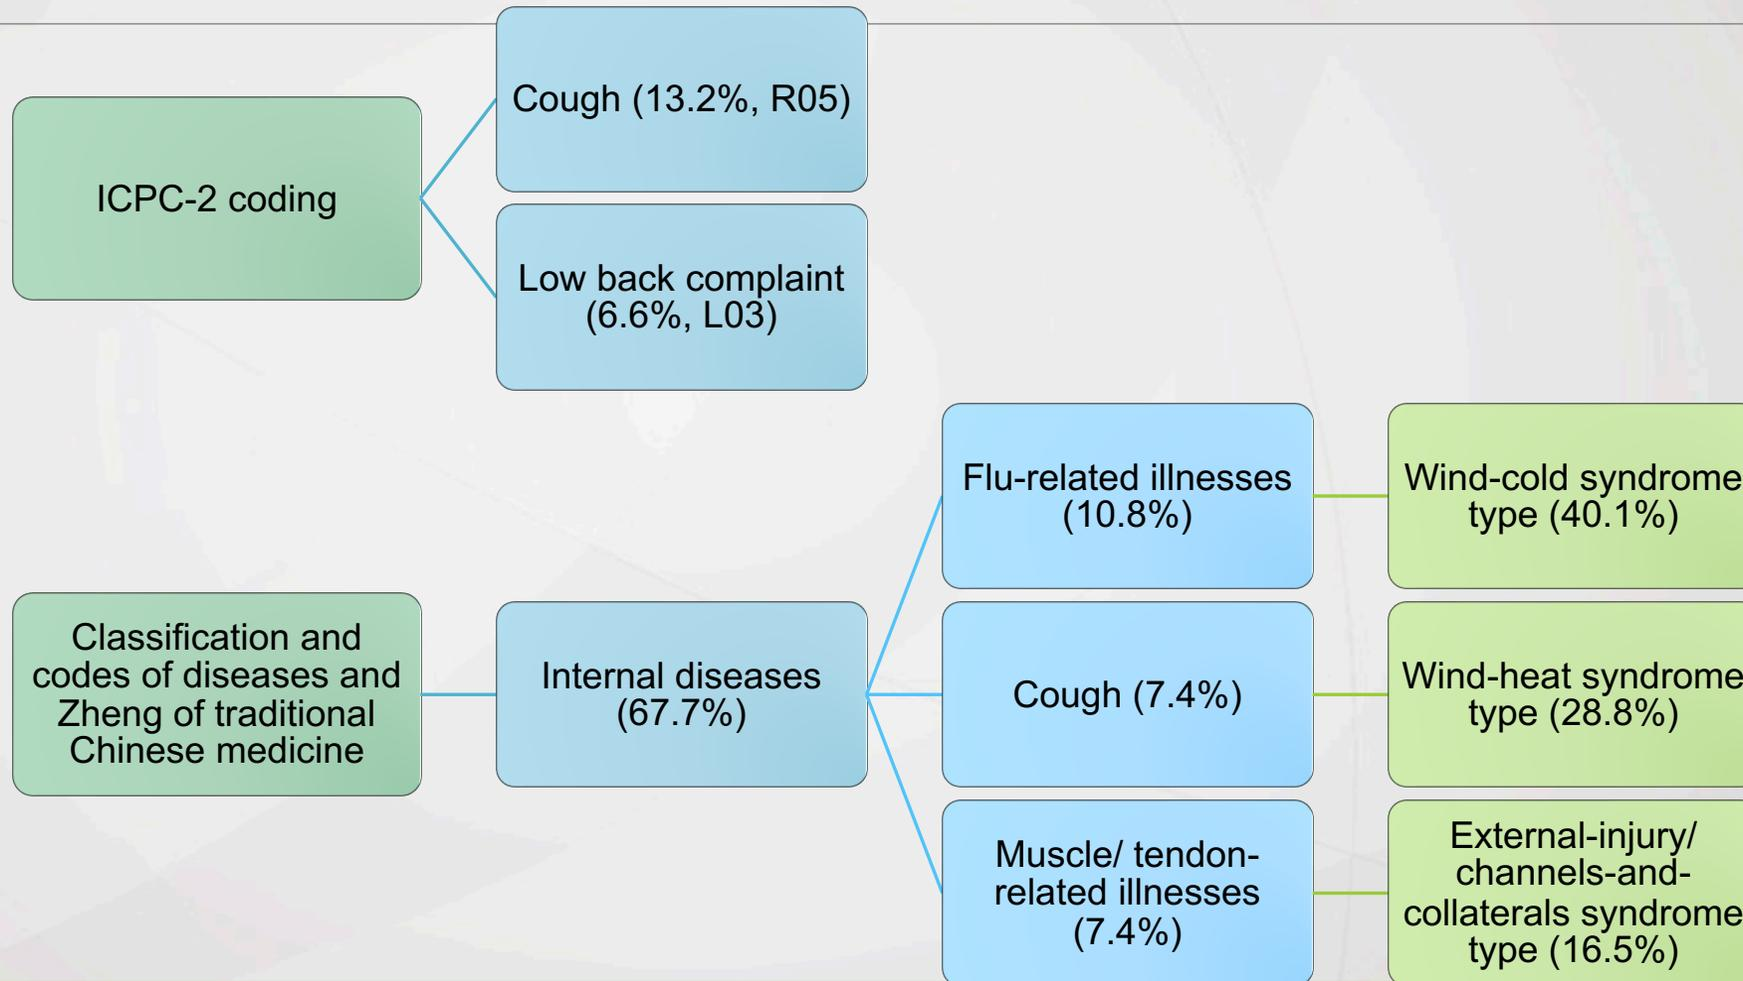 ICPC-2 coding
Cough (13.2%, R05)
Low back complaint
(6.6%, L03)
Classification and
codes of diseases and
Zheng of traditional
Chinese medicine
Internal diseases
(67.7%)
Flu-related illnesses
(10.8%)
Wind-cold syndrome
type (40.1%)
Cough (7.4%)
Wind-heat syndrome
type (28.8%)
Muscle/ tendon-
related illnesses
(7.4%)
External-injury/
channels-and-
collaterals syndrome
type (16.5%)